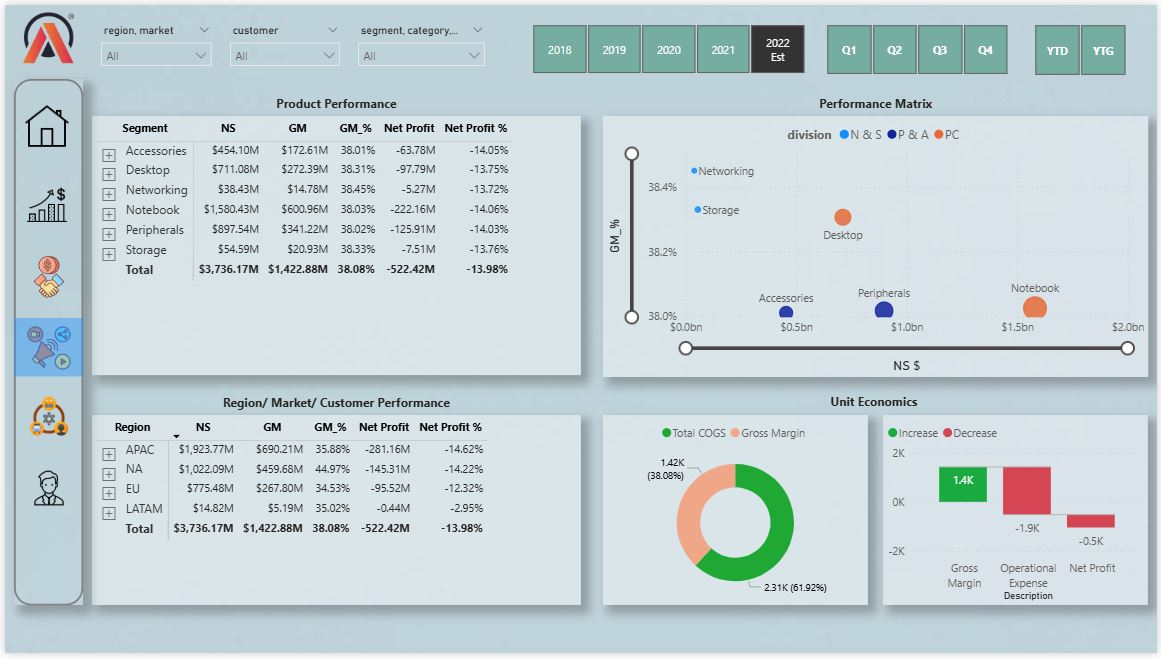 region, market
customer
segment, category,...
All
All
All
2018
2019
2020
2021
2022
Est
Q1
Q2
Q3
Q4
YTD
YTG
Product Performance
Segment NS GM GM_% Net Profit Net Profit %
Accessories $454.10M $172.61M 38.01% -63.78M -14.05%
Desktop $711.08M $272.39M 38.31% -97.79M -13.75%
Networking $38.43M $14.78M 38.45% -5.27M -13.72%
Notebook $1,580.43M $600.96M 38.03% -222.16M -14.06%
Peripherals $897.54M $341.22M 38.02% -125.91M -14.03%
Storage $54.59M $20.93M 38.33% -7.51M -13.76%
Total $3,736.17M $1,422.88M 38.08% -522.42M -13.98%
Performance Matrix
division N & S P & A PC
GM_%
38.4%
38.2%
38.0%
Networking
Storage
Desktop
Accessories
Peripherals
Notebook
$0.0bn $0.5bn $1.0bn $1.5bn $2.0bn
NS $
Region/ Market/ Customer Performance
Region NS GM GM_% Net Profit Net Profit %
APAC $1,923.77M $690.21M 35.88% -281.16M -14.62%
NA $1,022.09M $459.68M 44.97% -145.31M -14.22%
EU $775.48M $267.80M 34.53% -95.52M -12.32%
LATAM $14.82M $5.19M 35.02% -0.44M -2.95%
Total $3,736.17M $1,422.88M 38.08% -522.42M -13.98%
Unit Economics
Total COGS Gross Margin
1.42K
(38.08%)
2.31K (61.92%)
Increase Decrease
2K
0K
-2K
1.4K
-1.9K
-0.5K
Gross
Margin
Operational
Expense
Net Profit
Description